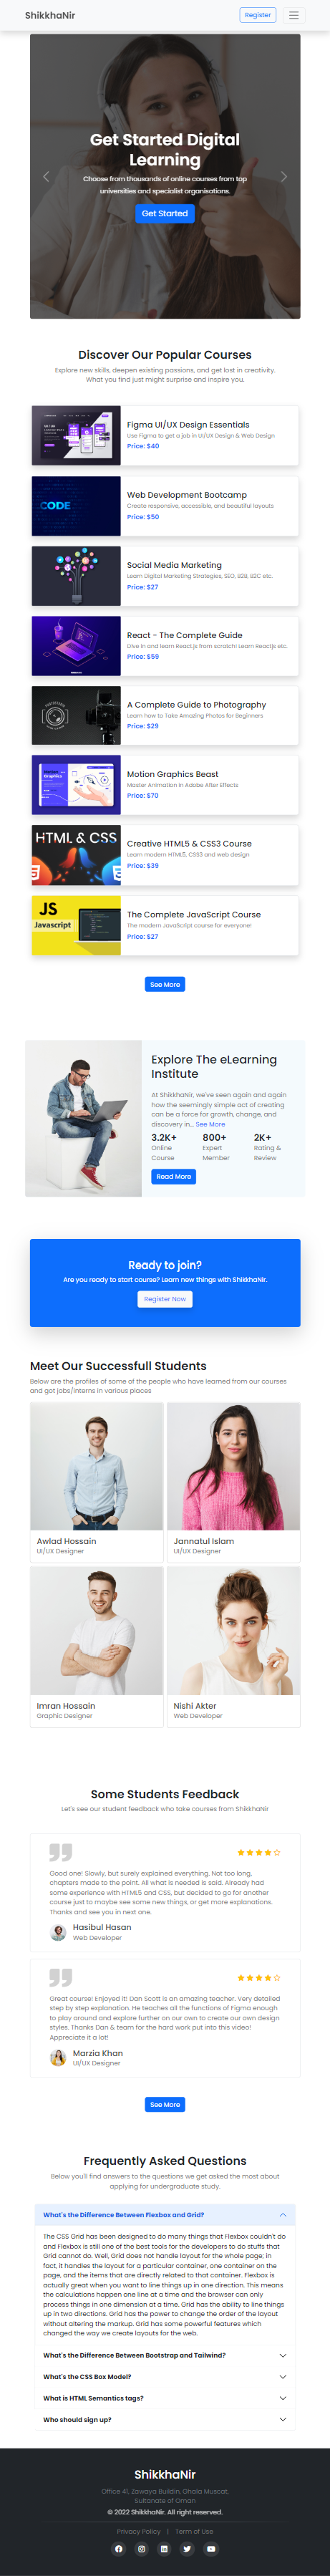 ShikkhaNir
Register
Get Started Digital
Learning
Choose from thousands of online courses from top
universities and specialist organisations.
Get Started
Discover Our Popular Courses
Explore new skills, deepen existing passions, and get lost in creativity.
What you find just might surprise and inspire you.
Figma UI/UX Design Essentials
Use Figma to get a job in UI/UX Design & Web Design
Price: $40
CODE
Web Development Bootcamp
Create responsive, accessible, and beautiful layouts
Price: $50
Social Media Marketing
Learn Digital Marketing Strategies, SEO, B2B, B2C etc.
Price: $27
React - The Complete Guide
Dive in and learn React.js from scratch! Learn Reactjs etc.
Price: $59
A Complete Guide to Photography
Learn how to Take Amazing Photos for Beginners
Price: $29
Graphics
Motion Graphics Beast
Master Animation in Adobe After Effects
Price: $70
HTML & CSS
Creative HTML5 & CSS3 Course
Learn modern HTML5, CSS3 and web design
Price: $39
JS
Javascript
The Complete JavaScript Course
The modern JavaScript course for everyone!
Price: $27
See More
Explore The eLearning
Institute
At ShikkhaNir, we've seen again and again
how the seemingly simple act of creating
can be a force for growth, change, and
discovery in... See More
3.2K+ 800+ 2K+
Online Expert Rating &
Course Member Review
Read More
Ready to join?
Are you ready to start course? Learn new things with ShikkhaNir.
Register Now
Meet Our Successfull Students
Below are the profiles of some of the people who have learned from our courses
and got jobs/interns in various places
Awlad Hossain
UI/UX Designer
Jannatul Islam
UI/UX Designer
Imran Hossain
Graphic Designer
Nishi Akter
Web Developer
Some Students Feedback
Let's see our student feedback who take courses from ShikkhaNir
Good one! Slowly, but surely explained everything. Not too long,
chapters made to the point. All what is needed is said. Already had
some experience with HTML5 and CSS, but decided to go for another
course just to maybe see some new things, or get more explanations.
Thanks and see you in next one.
Hasibul Hasan
Web Developer
Great course! Enjoyed it! Dan Scott is an amazing teacher. Very detailed
step by step explanation. He teaches all the functions of Figma enough
to play around and explore further on our own to create our own design
styles. Thanks Dan & team for the hard work put into this video!
Appreciate it a lot!
Marzia Khan
UI/UX Designer
See More
Frequently Asked Questions
Below you'll find answers to the questions we get asked the most about
applying for undergraduate study.
What's the Difference Between Flexbox and Grid?
The CSS Grid has been designed to do many things that Flexbox couldn't do
and Flexbox is still one of the best tools for the developers to do stuffs that
Grid cannot do. Well, Grid does not handle layout for the whole page; in
fact, it handles the layout for a particular container, one container on the
page, and the items that are directly related to that container. Flexbox is
actually great when you want to line things up in one direction. This means
the calculations happen one line at a time and the browser can only
process things in one dimension at a time. Grid has the ability to line things
up in two directions. Grid has the power to change the order of the layout
without altering the markup. Grid has some powerful features which
changed the way we create layouts for the web.
What's the Difference Between Bootstrap and Tailwind?
What's the CSS Box Model?
What is HTML Semantics tags?
Who should sign up?
ShikkhaNir
Office 41, Zawaya Buildin, Ghala Muscat,
Sultanate of Oman
© 2022 ShikkhaNir. All right reserved.
Privacy Policy | Term of Use